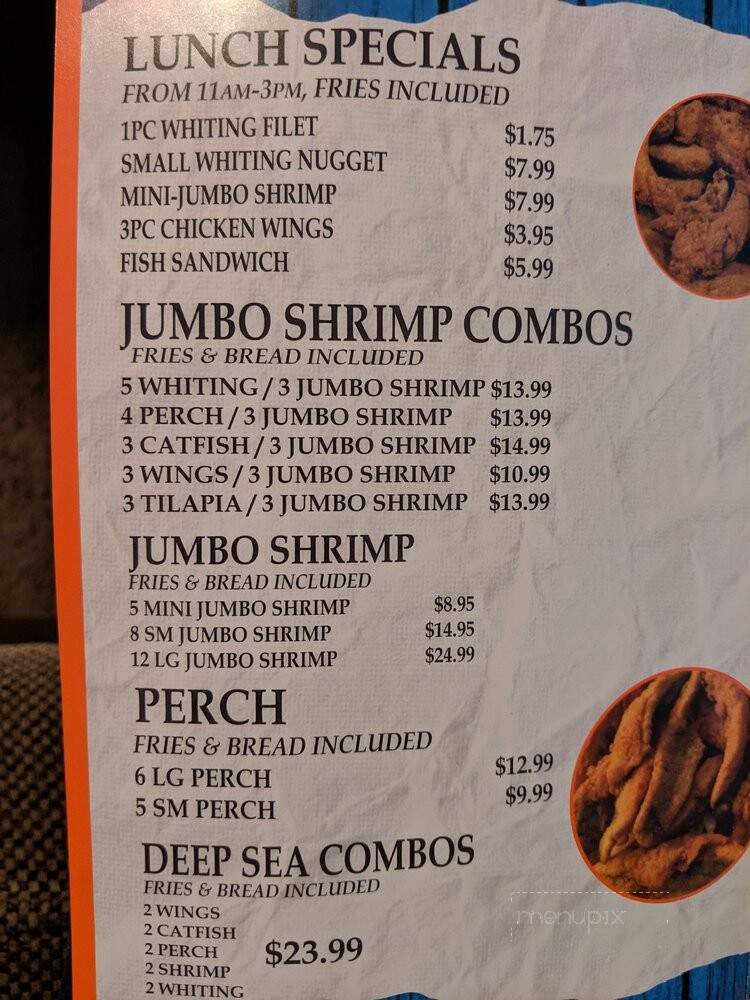 LUNCH SPECIALS
FROM 11AM-3PM, FRIES INCLUDED
1PC WHITING FILET $1.75
SMALL WHITING NUGGET $7.99
MINI-JUMBO SHRIMP $7.99
3PC CHICKEN WINGS $3.95
FISH SANDWICH $5.99
JUMBO SHRIMP COMBOS
FRIES & BREAD INCLUDED
5 WHITING / 3 JUMBO SHRIMP $13.99
4 PERCH / 3 JUMBO SHRIMP $13.99
3 CATFISH / 3 JUMBO SHRIMP $14.99
3 WINGS / 3 JUMBO SHRIMP $10.99
3 TILAPIA / 3 JUMBO SHRIMP $13.99
JUMBO SHRIMP
FRIES & BREAD INCLUDED
5 MINI JUMBO SHRIMP $8.95
8 SM JUMBO SHRIMP $14.95
12 LG JUMBO SHRIMP $24.99
PERCH
FRIES & BREAD INCLUDED
6 LG PERCH $12.99
5 SM PERCH $9.99
DEEP SEA COMBOS
FRIES & BREAD INCLUDED
2 WINGS
2 CATFISH
2 PERCH $23.99
2 SHRIMP
2 WHITING
menupix